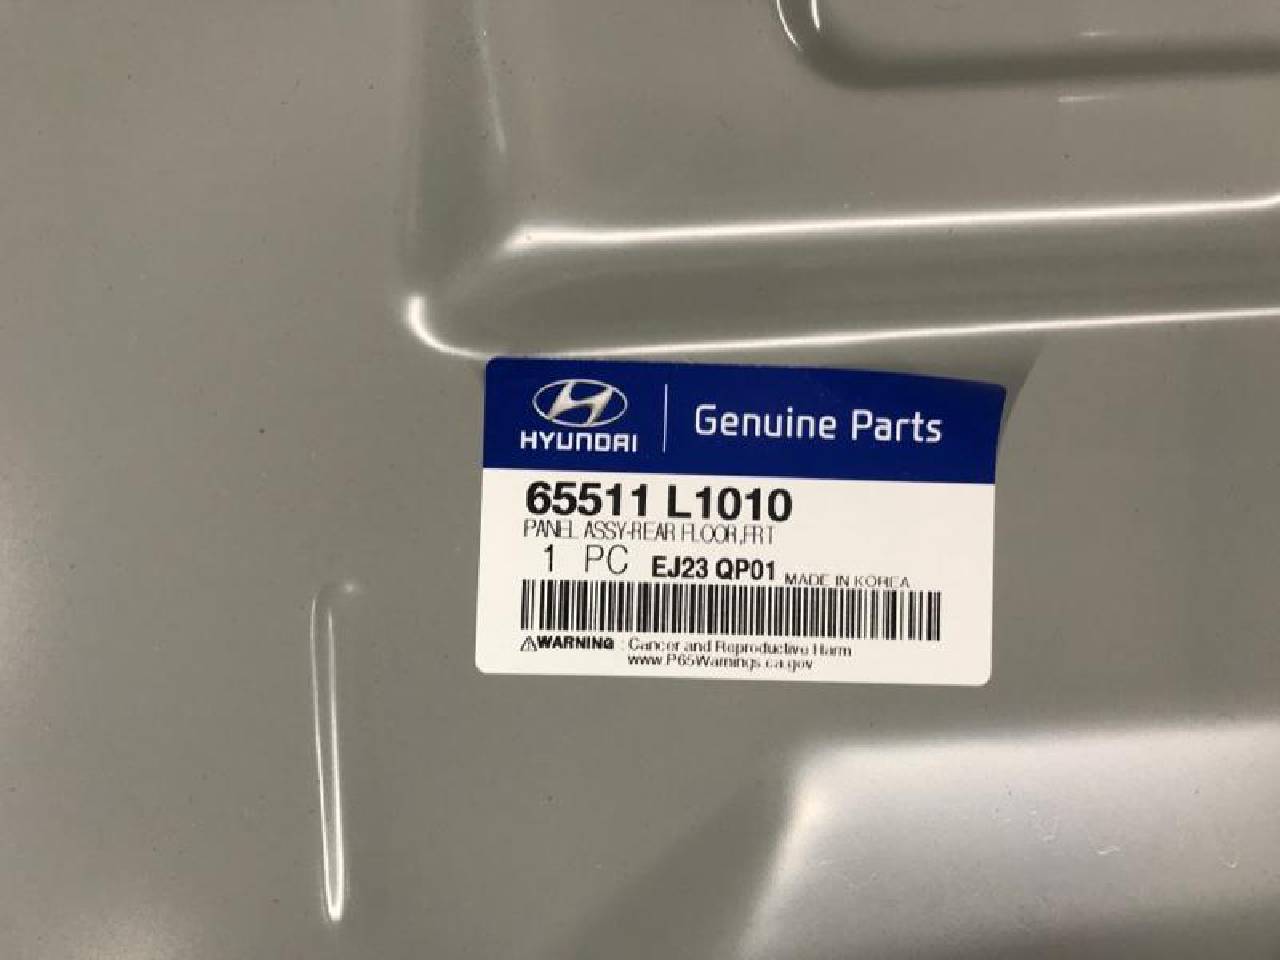 HYUNDAI
Genuine Parts
65511 L1010
PANEL ASSY-REAR FLOOR,FRT
1 PC EJ23 QP01 MADE IN KOREA
⚠WARNING : Cancer and Reproductive Harm
www.P65Warnings.ca.gov